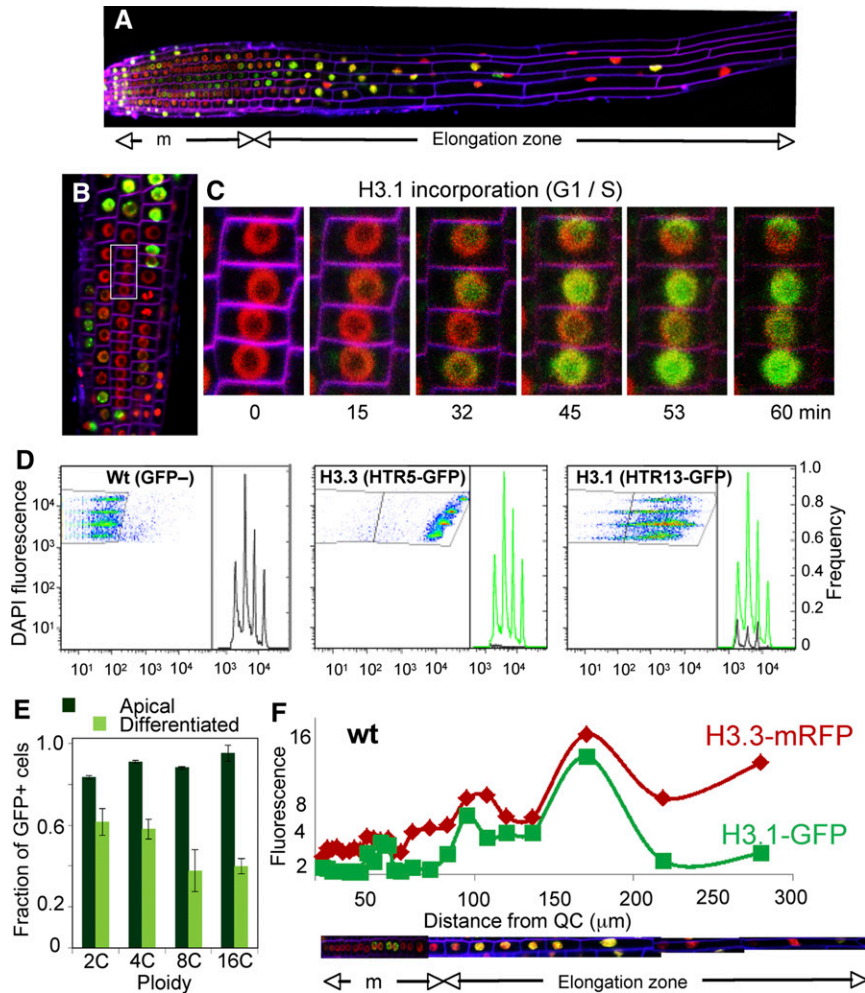 A
m
Elongation zone
B
C
H3.1 incorporation (G1 / S)
0 15 32 45 53 60 min
D
Wt (GFP–)
H3.3 (HTR5-GFP)
H3.1 (HTR13-GFP)
DAPI fluorescence
10⁴
10³
10²
10¹
10¹ 10² 10³ 10⁴ 10³ 10⁴
10¹ 10² 10³ 10⁴ 10³ 10⁴
10¹ 10² 10³ 10⁴ 10³ 10⁴
1.0
0.8
0.6
0.4
0.2
0
Frequency
E
Apical
Differentiated
Fraction of GFP+ cells
1.0
0.6
0.2
0
2C 4C 8C 16C
Ploidy
F
wt
H3.3-mRFP
H3.1-GFP
Fluorescence
16
8
4
2
50 100 150 200 250 300
Distance from QC (μm)
m
Elongation zone